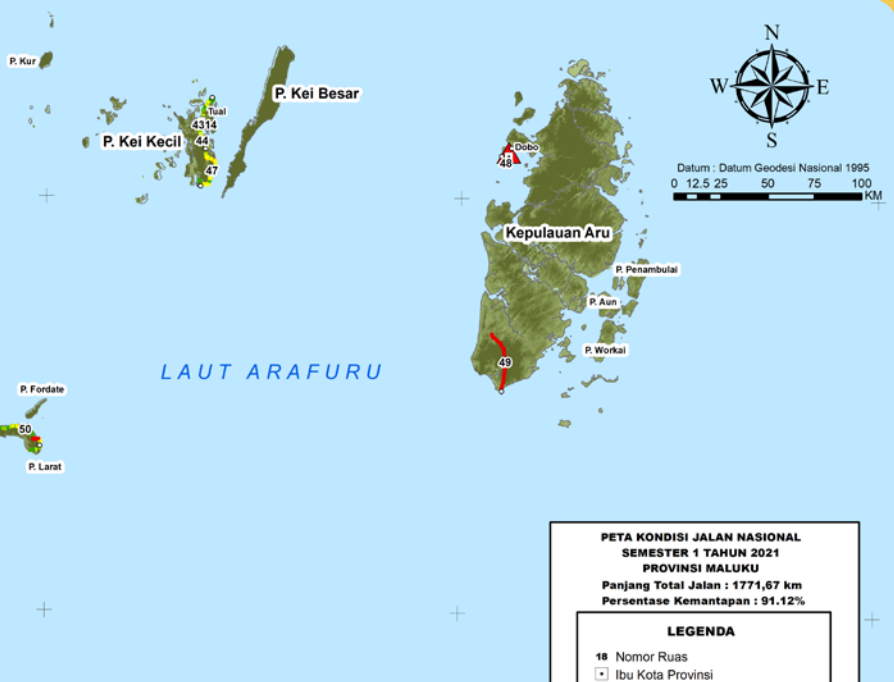 N
W
E
S
P. Kur
P. Kei Besar
Tual
4314
P. Kei Kecil
44
47
Dobo
48
Datum : Datum Geodesi Nasional 1995
0 12.5 25 50 75 100
KM
Kepulauan Aru
P. Penambulai
P. Aun
P. Workai
49
LAUT ARAFURU
P. Fordate
50
P. Larat
PETA KONDISI JALAN NASIONAL
SEMESTER 1 TAHUN 2021
PROVINSI MALUKU
Panjang Total Jalan : 1771,67 km
Persentase Kemantapan : 91.12%
LEGENDA
18 Nomor Ruas
Ibu Kota Provinsi